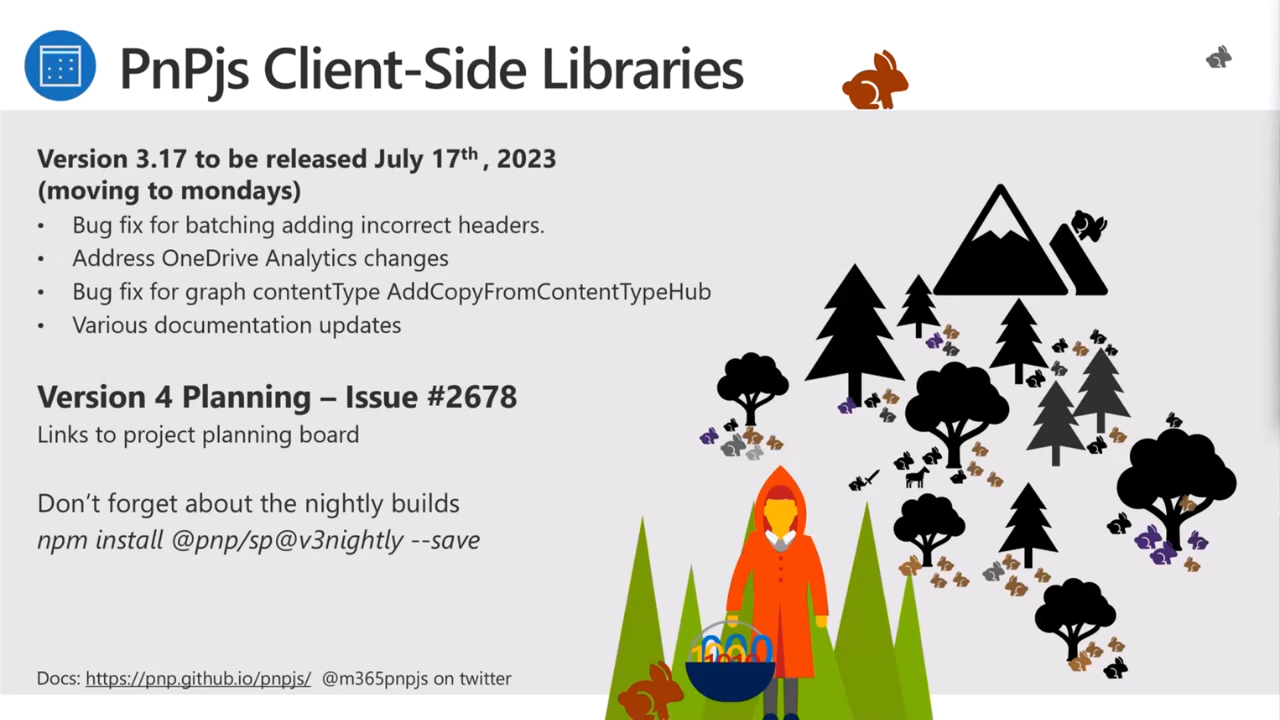 PnPjs Client-Side Libraries
Version 3.17 to be released July 17th, 2023
(moving to mondays)
• Bug fix for batching adding incorrect headers.
• Address OneDrive Analytics changes
• Bug fix for graph contentType AddCopyFromContentTypeHub
• Various documentation updates
Version 4 Planning – Issue #2678
Links to project planning board
Don't forget about the nightly builds
npm install @pnp/sp@v3nightly --save
Docs: https://pnp.github.io/pnpjs/ @m365pnpjs on twitter